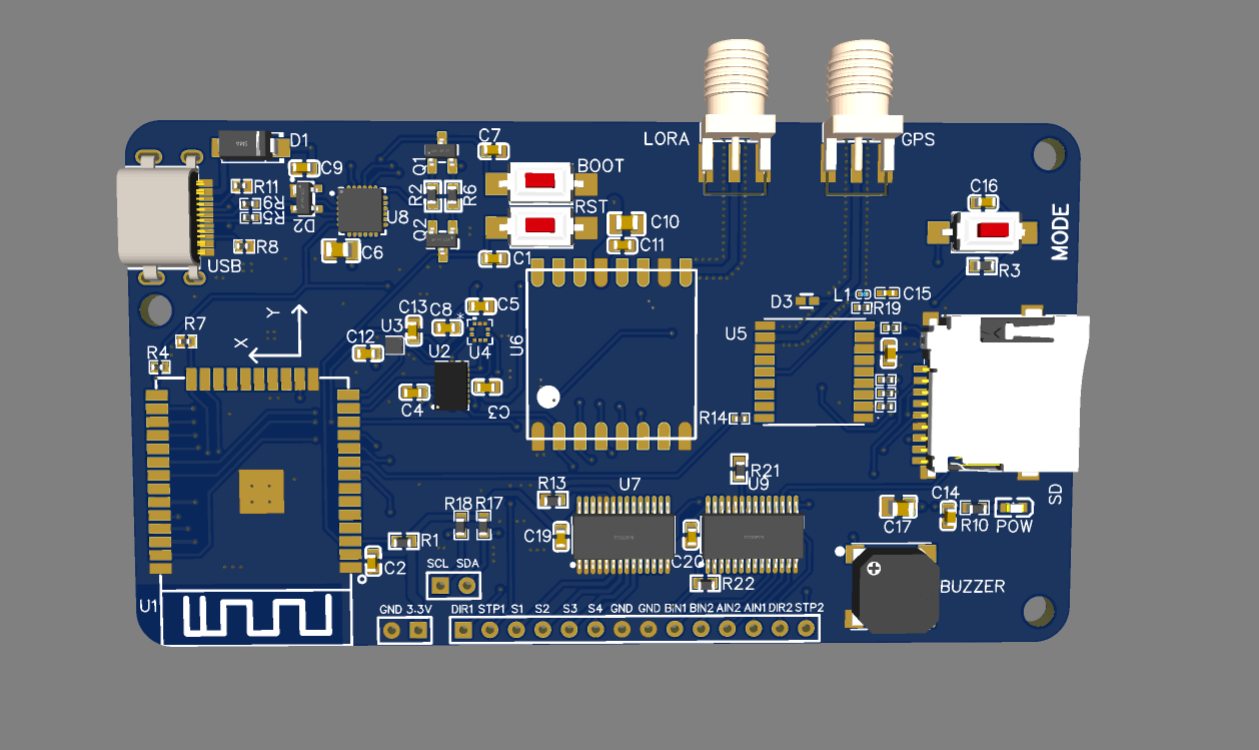 LORA
GPS
D1
C7
C9
Q1
BOOT
R11
R9
R5
D2
U8
R2
R6
RST
C16
MODE
C10
C11
Q2
R8
C6
C1
USB
R3
Y
X
R7
R4
C13
C8
C5
U3
C12
U2
U4
U6
C4
C3
D3
L1
C15
R19
U5
R14
R21
U9
R13
U7
R18
R17
C19
C20
R22
R1
C2
U1
C17
C14
R10
POW
SD
BUZZER
SCL SDA
GND 3.3V
DIR1 STP1 S1 S2 S3 S4 GND GND BIN1 BIN2 AIN2 AIN1 DIR2 STP2